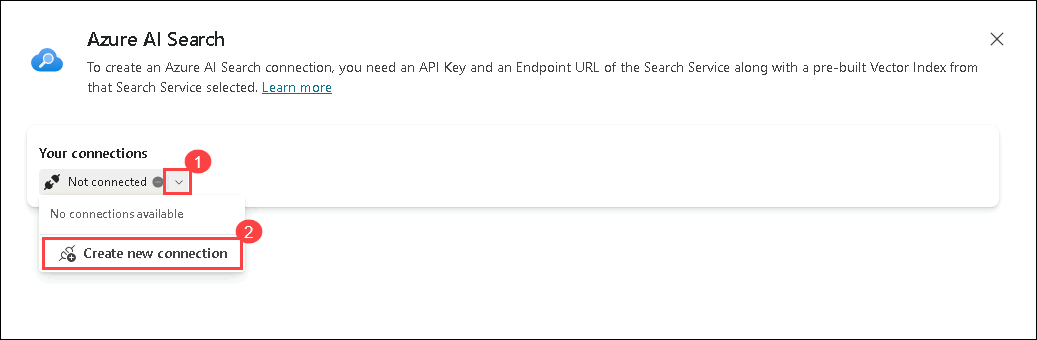 Azure AI Search
To create an Azure AI Search connection, you need an API Key and an Endpoint URL of the Search Service along with a pre-built Vector Index from
that Search Service selected. Learn more
Your connections
1
Not connected
No connections available
2
Create new connection